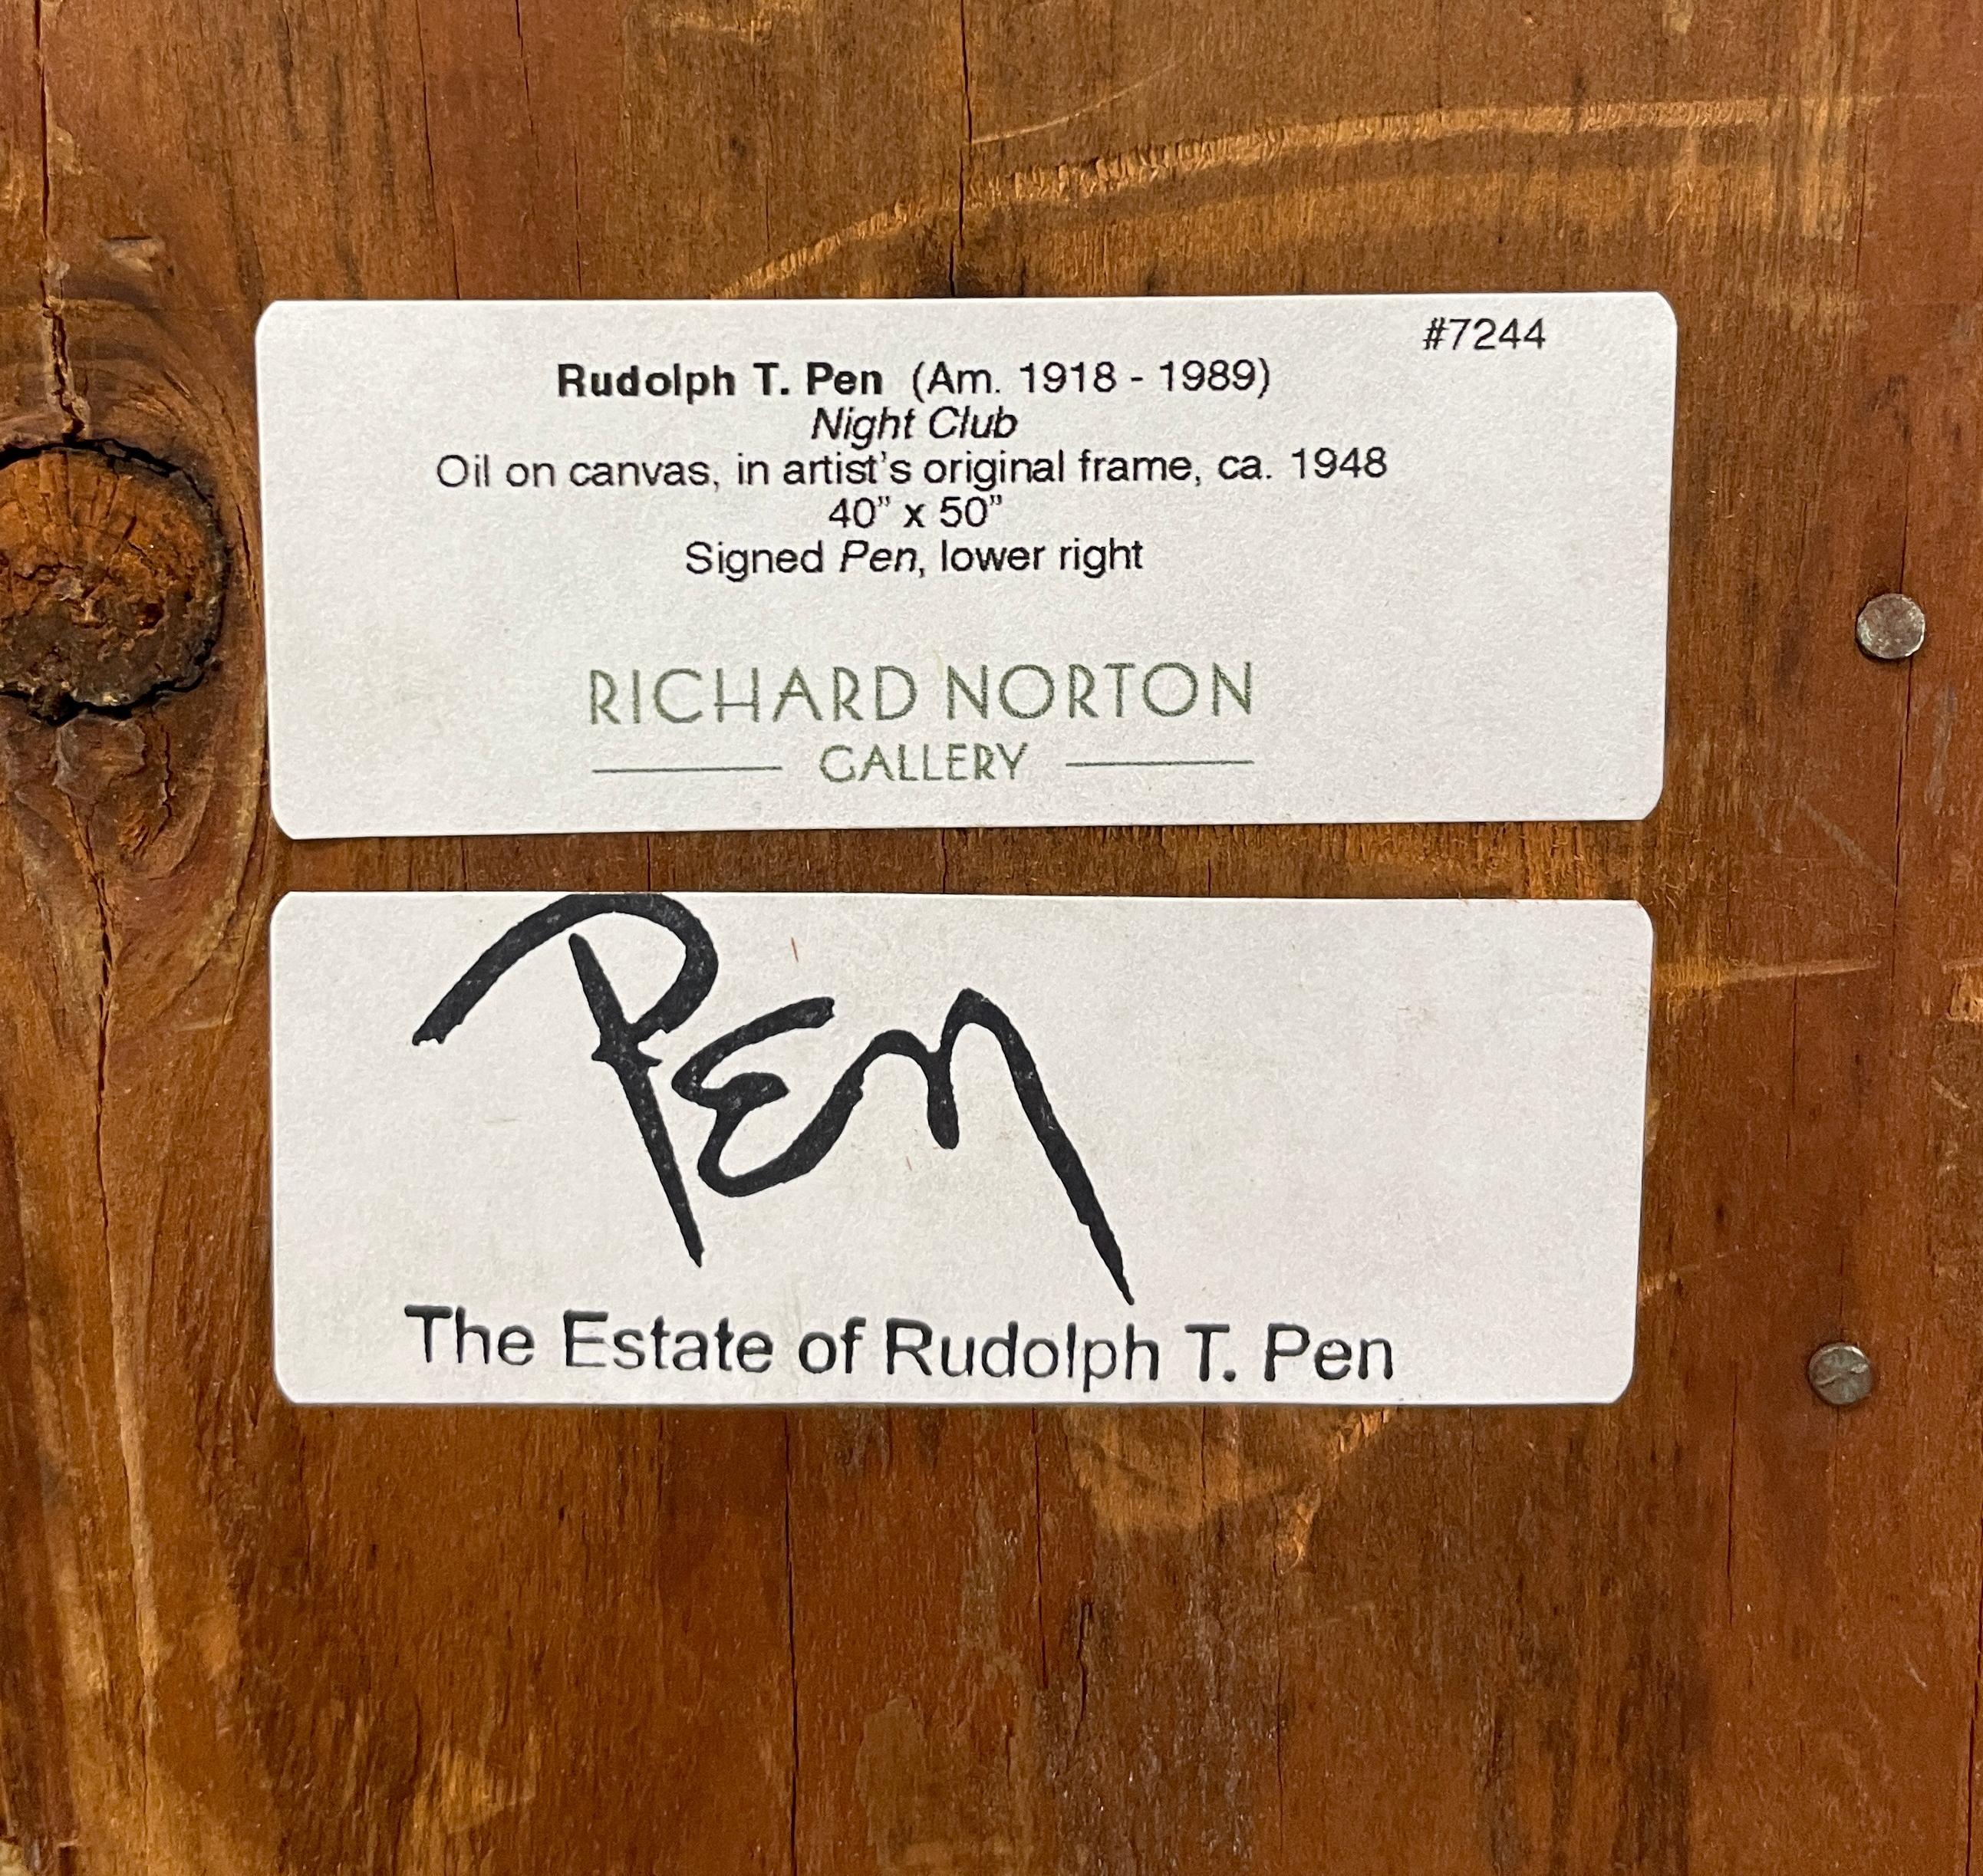 #7244
Rudolph T. Pen (Am. 1918 - 1989)
Night Club
Oil on canvas, in artist's original frame, ca. 1948
40” x 50”
Signed Pen, lower right
RICHARD NORTON
GALLERY
Pen
The Estate of Rudolph T. Pen